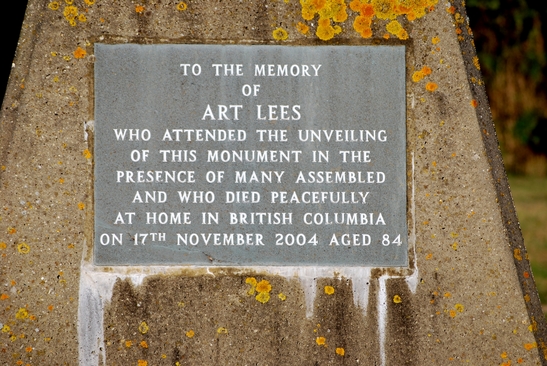 TO THE MEMORY
OF
ART LEES
WHO ATTENDED THE UNVEILING
OF THIS MONUMENT IN THE
PRESENCE OF MANY ASSEMBLED
AND WHO DIED PEACEFULLY
AT HOME IN BRITISH COLUMBIA
ON 17TH NOVEMBER 2004 AGED 84